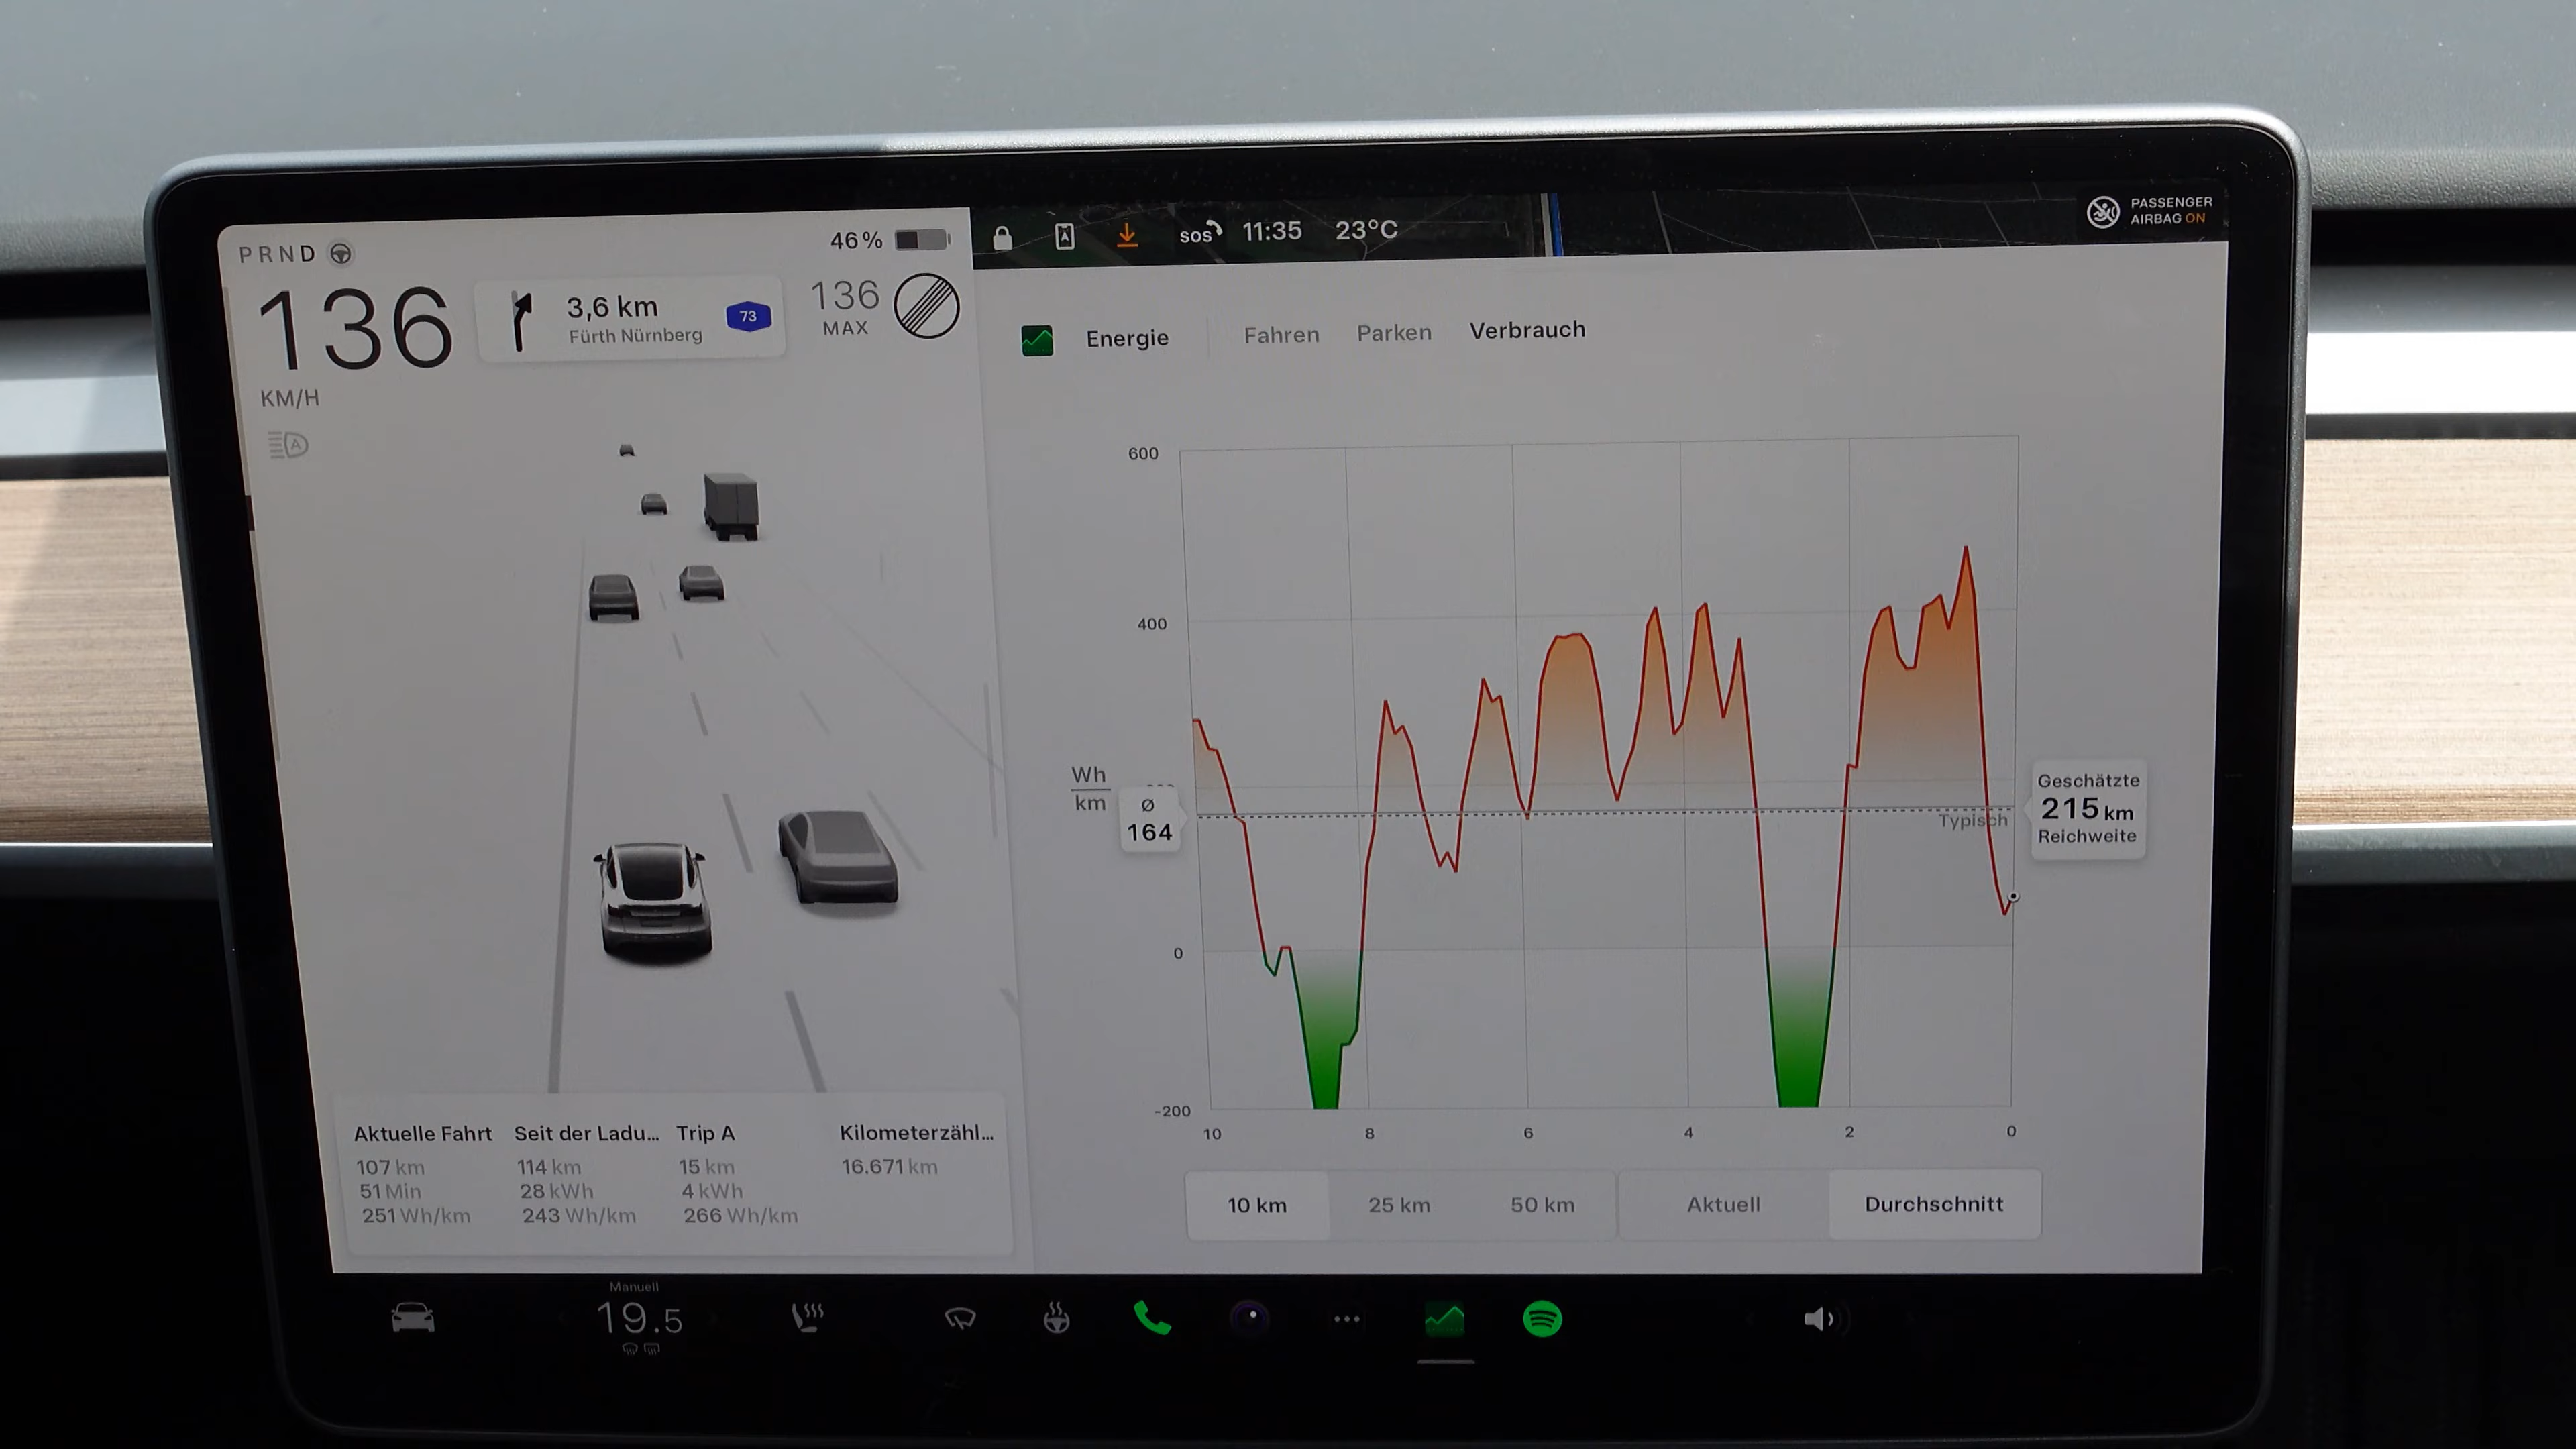 PRND
46%
SOS
11:35
23°C
PASSENGER
AIRBAG ON
136
KM/H
3,6 km
Fürth Nürnberg
73
136
MAX
A
Energie
Fahren
Parken
Verbrauch
600
400
0
-200
Wh
km
Ø
164
Typisch
Geschätzte
215 km
Reichweite
10
8
6
4
2
0
10 km
25 km
50 km
Aktuell
Durchschnitt
Aktuelle Fahrt
107 km
51 Min
251 Wh/km
Seit der Ladu...
114 km
28 kWh
243 Wh/km
Trip A
15 km
4 kWh
266 Wh/km
Kilometerzähl...
16.671 km
Manuell
19.5